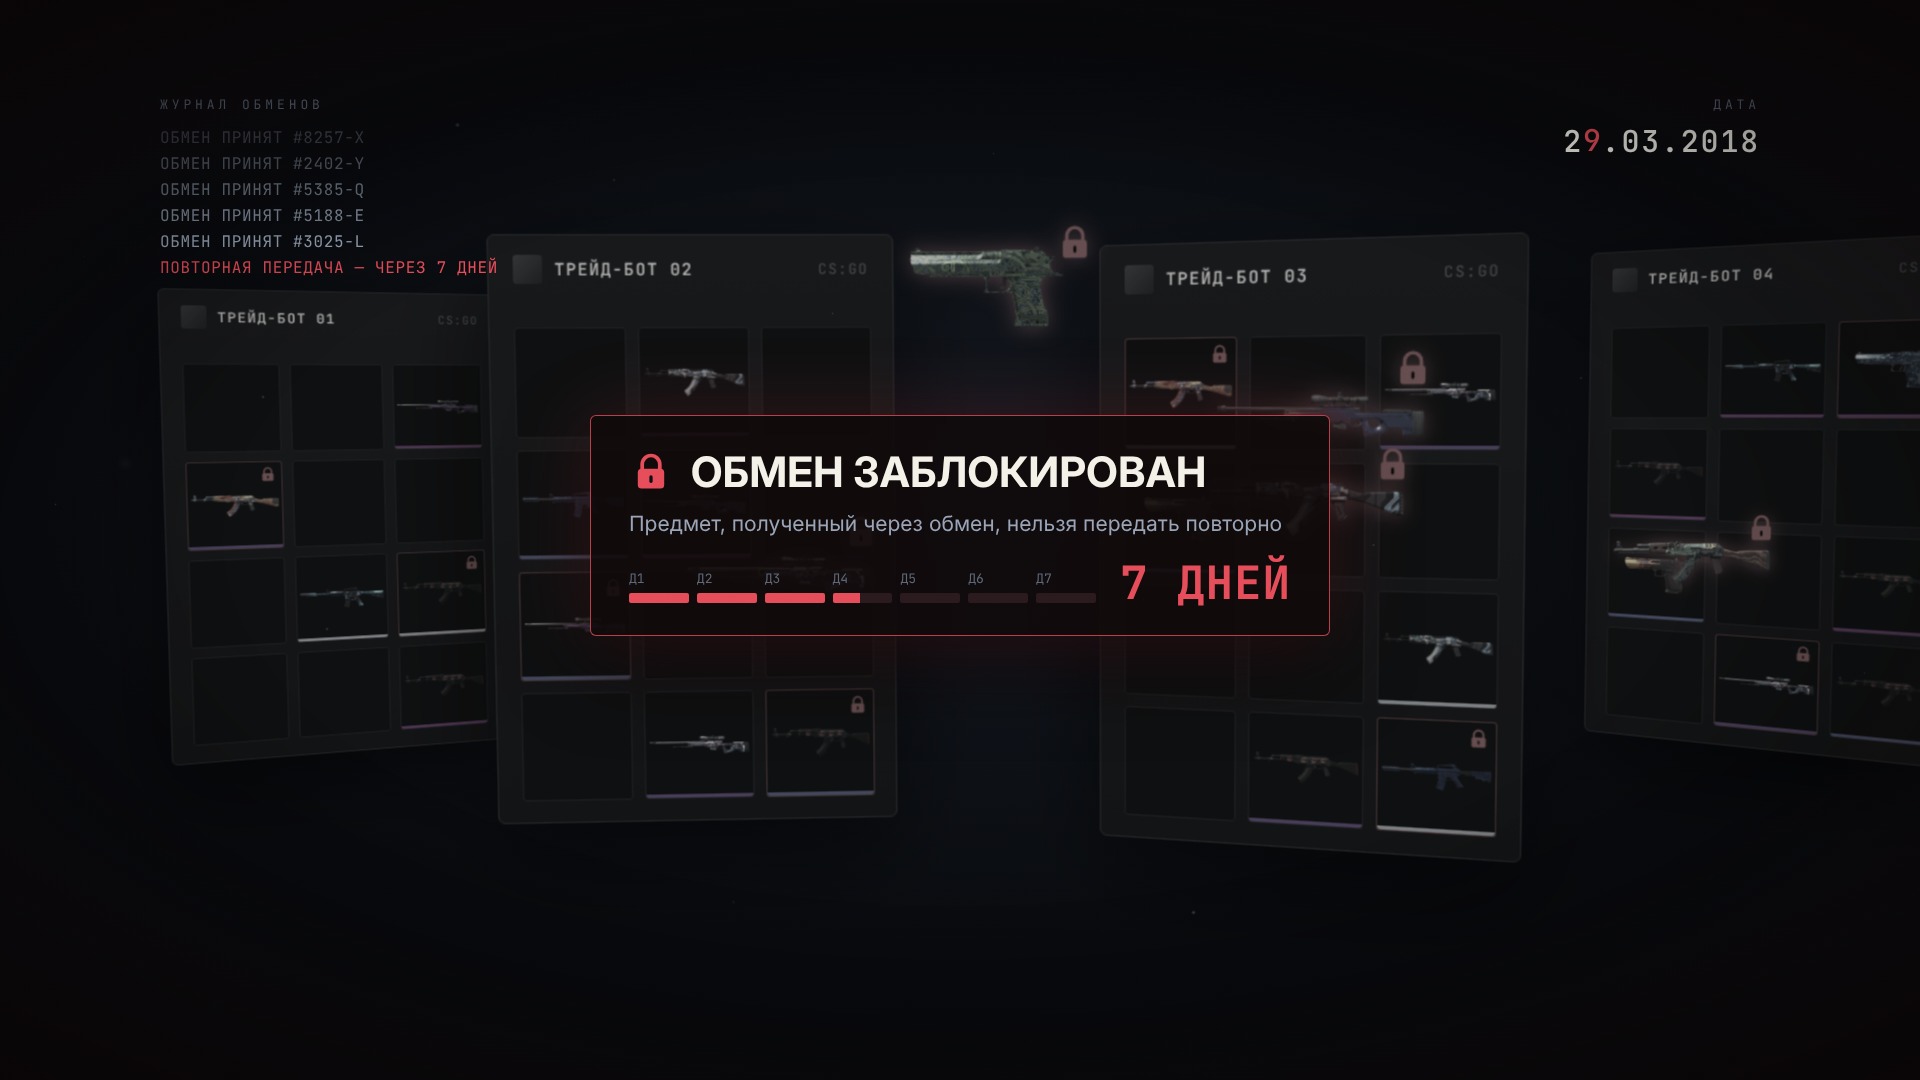 ЖУРНАЛ ОБМЕНОВ
ОБМЕН ПРИНЯТ #8257-X
ОБМЕН ПРИНЯТ #2402-Y
ОБМЕН ПРИНЯТ #5385-Q
ОБМЕН ПРИНЯТ #5188-E
ОБМЕН ПРИНЯТ #3025-L
ПОВТОРНАЯ ПЕРЕДАЧА — ЧЕРЕЗ 7 ДНЕЙ
ДАТА
29.03.2018
ТРЕЙД-БОТ 01 CS:GO
ТРЕЙД-БОТ 02 CS:GO
ТРЕЙД-БОТ 03 CS:GO
ТРЕЙД-БОТ 04 CS
ОБМЕН ЗАБЛОКИРОВАН
Предмет, полученный через обмен, нельзя передать повторно
Д1 Д2 Д3 Д4 Д5 Д6 Д7
7 ДНЕЙ